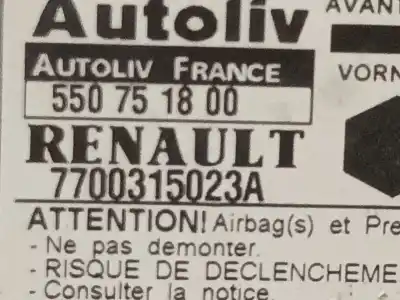 Autoliv
AVANT
AUTOLIV FRANCE
VORN
550 75 18 00
RENAULT
7700315023A
ATTENTION! Airbag(s) et Pre
- Ne pas demonter.
- RISQUE DE DECLENCHEME
- Consulter la notice.